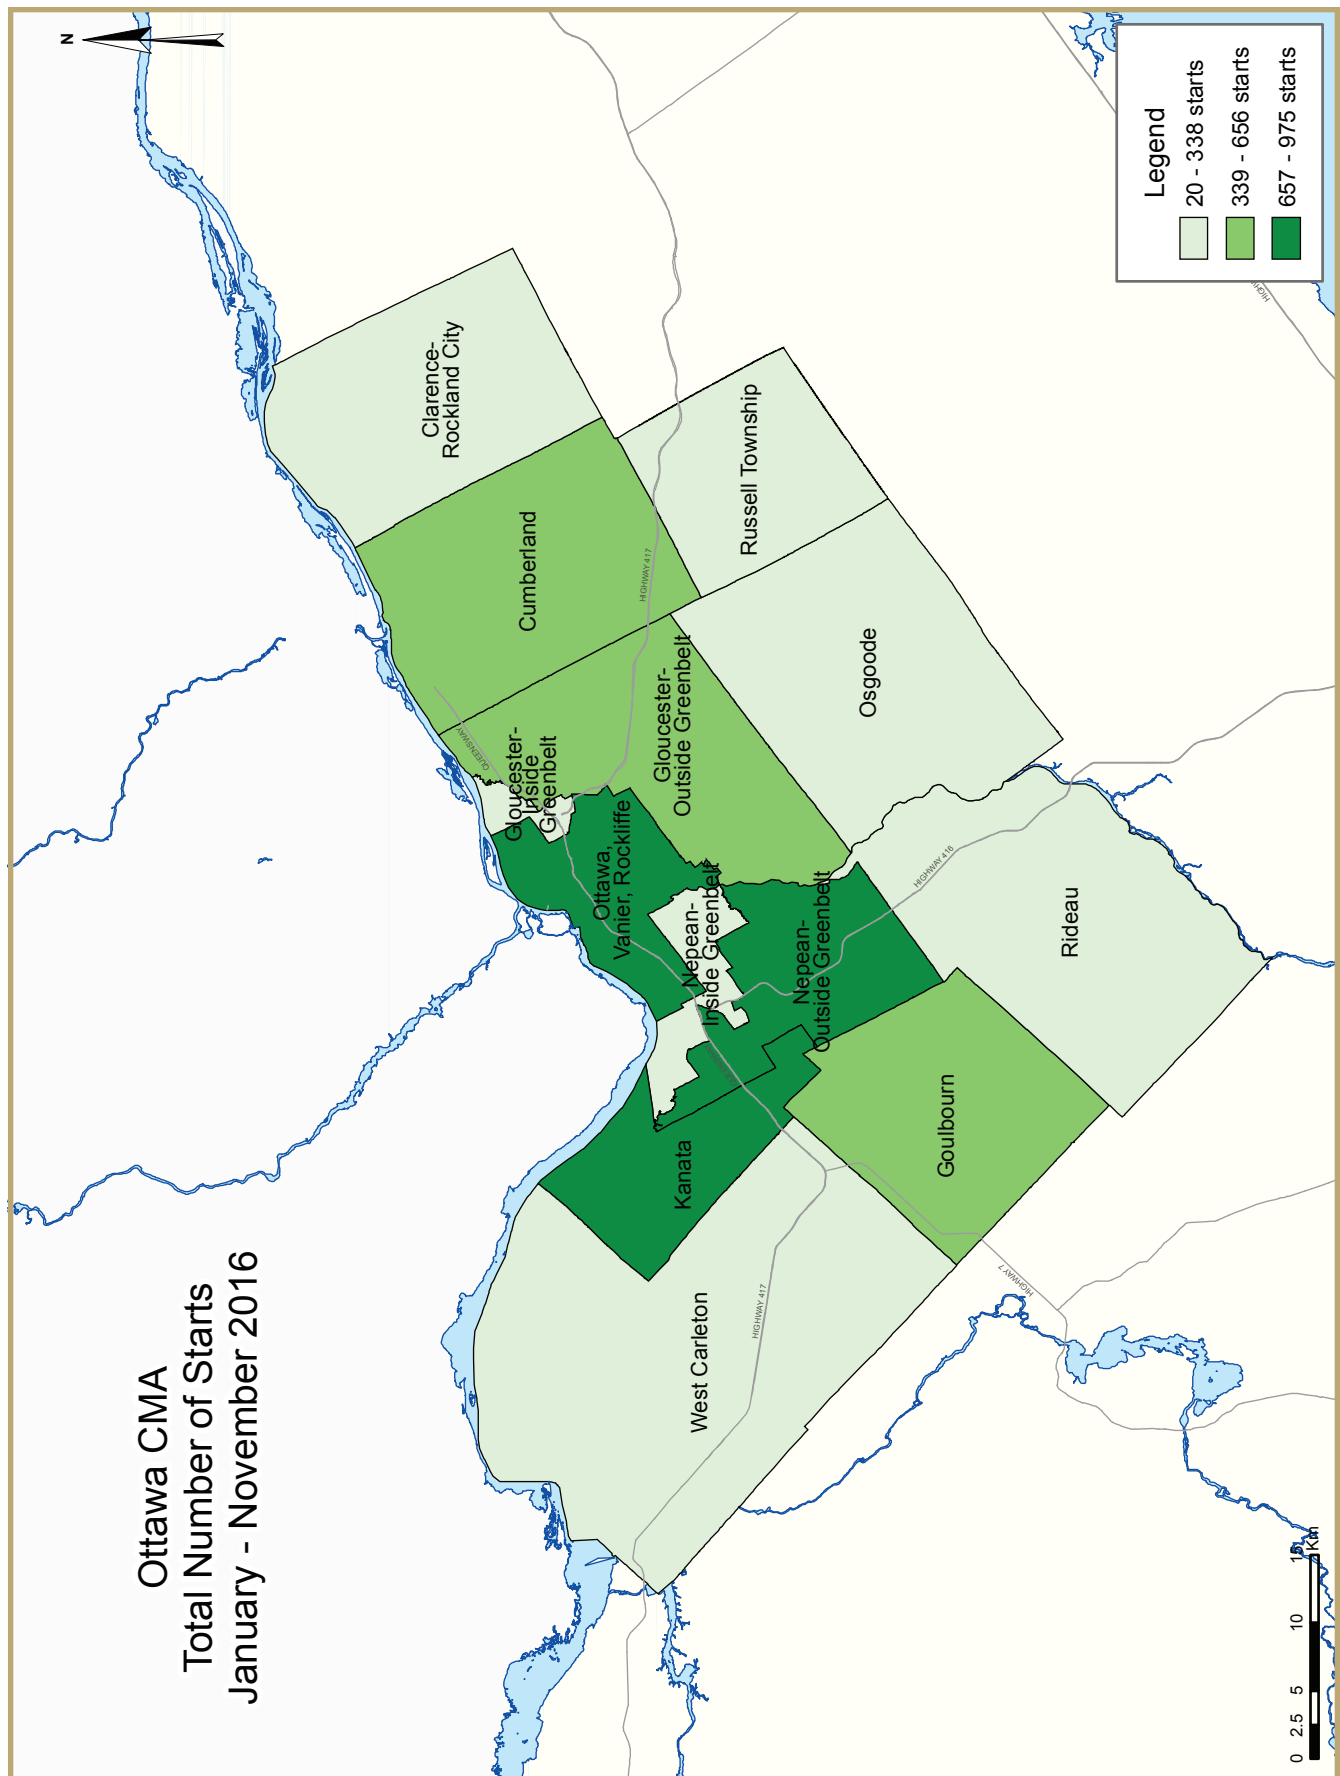 Ottawa CMA
Total Number of Starts
January - November 2016
N
Clarence-
Rockland City
Cumberland
Russell Township
HIGHWAY 417
Gloucester-
Outside Greenbelt
Osgoode
QUEENSWAY
Gloucester-
Inside
Greenbelt
Ottawa,
Vanier, Rockliffe
Nepean-
Inside Greenbelt
Nepean-
Outside Greenbelt
HIGHWAY 416
Rideau
Goulbourn
Kanata
West Carleton
HIGHWAY 417
HIGHWAY 7
Legend
20 - 338 starts
339 - 656 starts
657 - 975 starts
0 2.5 5 10 15
Km